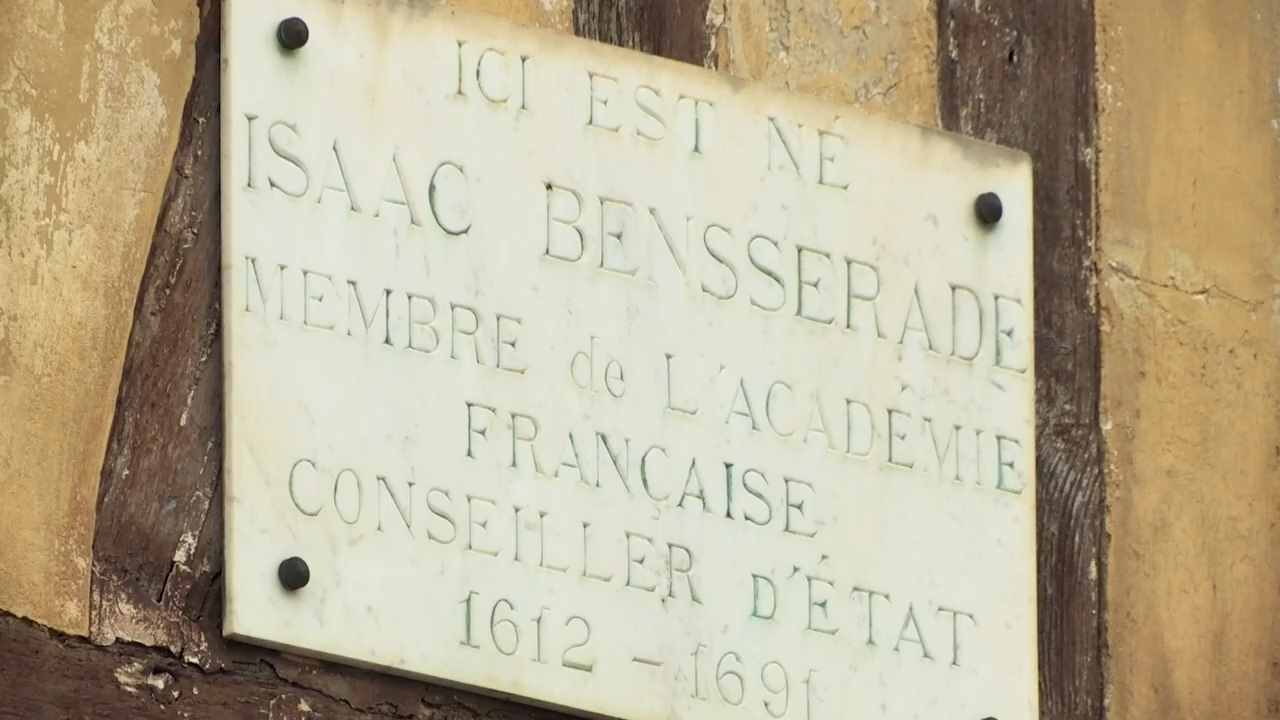 ICI EST NÉ
ISAAC BENSSERADE
MEMBRE de L'ACADÉMIE
FRANÇAISE
CONSEILLER D'ÉTAT
1612 - 1691